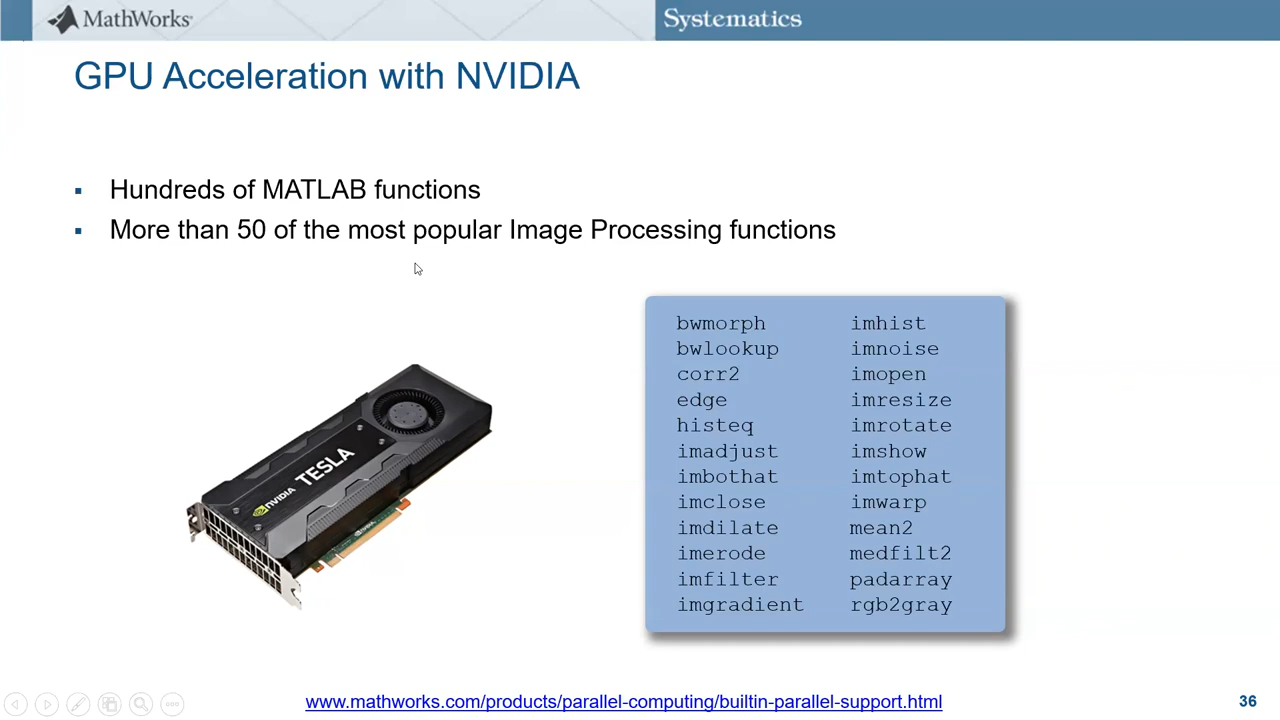 MathWorks
Systematics
GPU Acceleration with NVIDIA
Hundreds of MATLAB functions
More than 50 of the most popular Image Processing functions
NVIDIA TESLA
bwmorph
bwlookup
corr2
edge
histeq
imadjust
imbothat
imclose
imdilate
imerode
imfilter
imgradient
imhist
imnoise
imopen
imresize
imrotate
imshow
imtophat
imwarp
mean2
medfilt2
padarray
rgb2gray
www.mathworks.com/products/parallel-computing/builtin-parallel-support.html
36